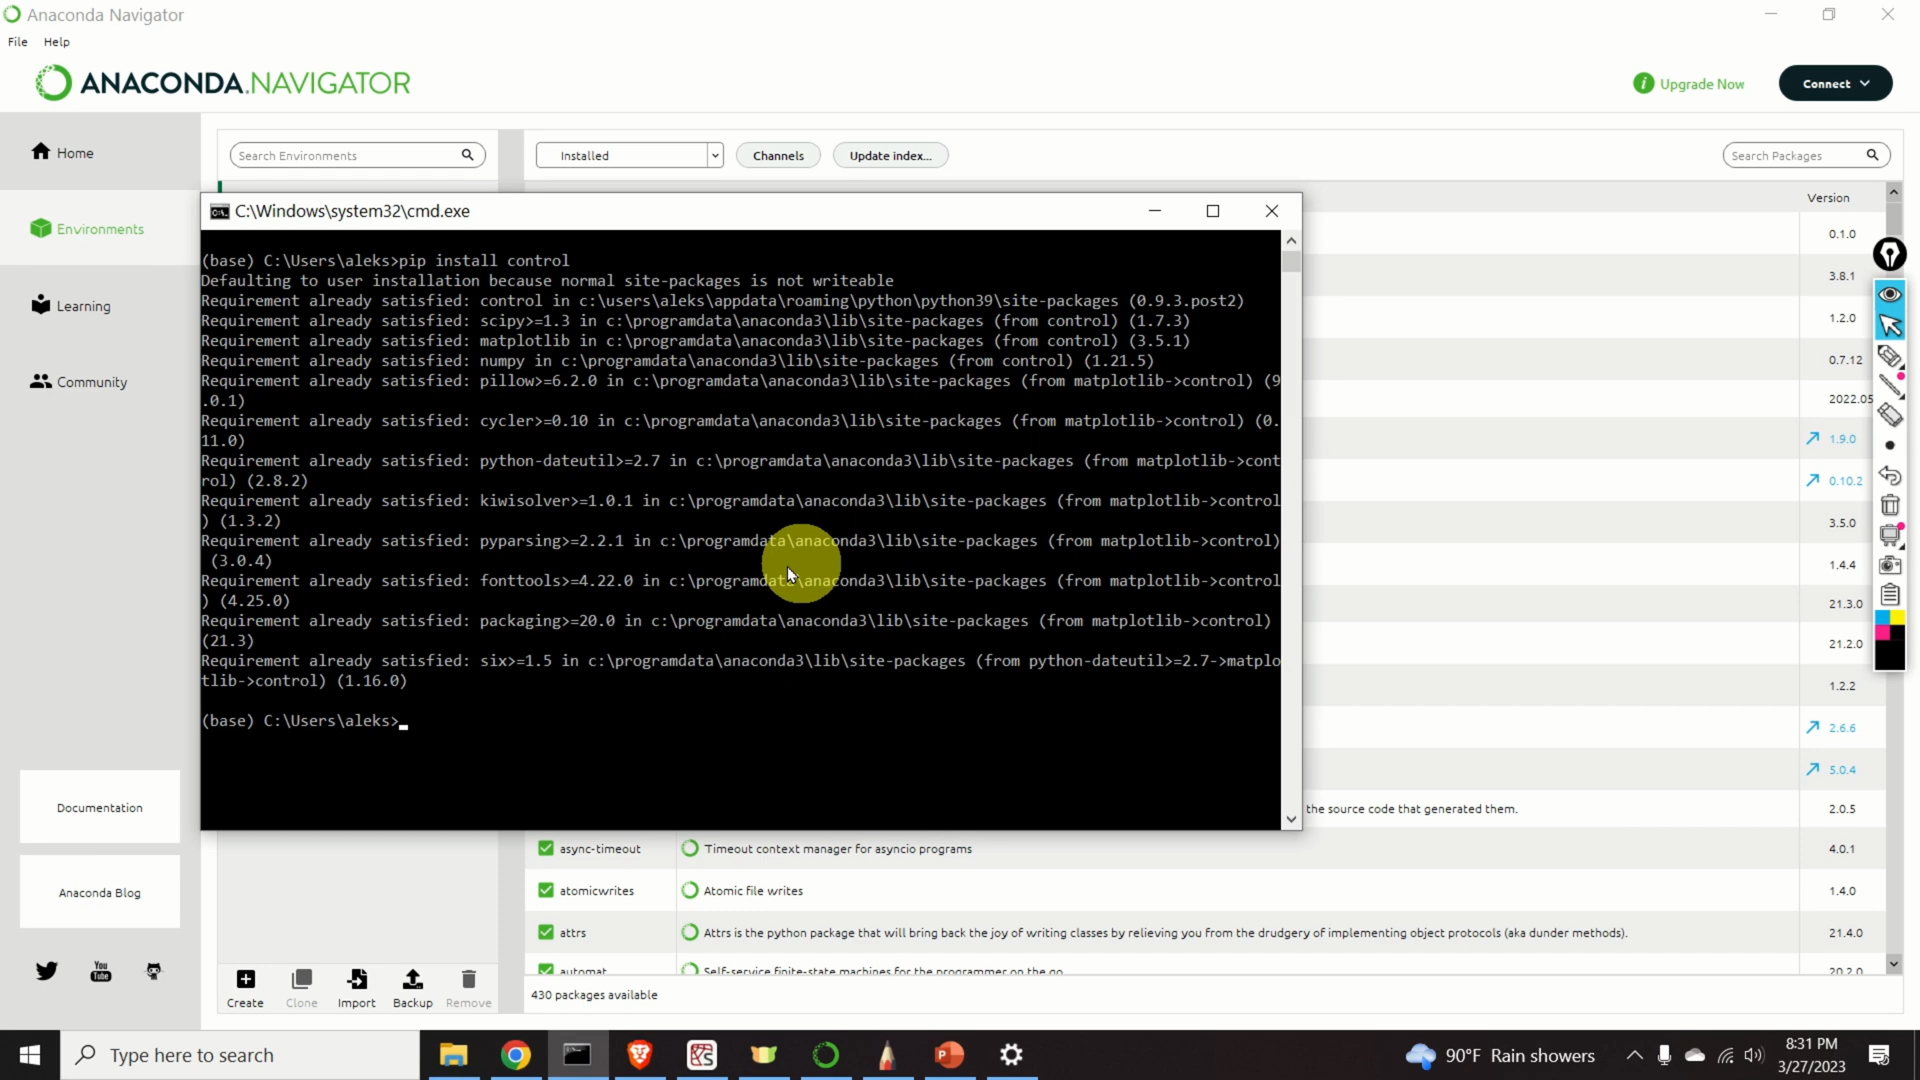 Anaconda Navigator
File Help
ANACONDA.NAVIGATOR
i Upgrade Now
Connect
Home
Search Environments
Installed
Channels
Update index...
Search Packages
Version
Environments
Learning
Community
Documentation
Anaconda Blog
C:\Windows\system32\cmd.exe
(base) C:\Users\aleks>pip install control
Defaulting to user installation because normal site-packages is not writeable
Requirement already satisfied: control in c:\users\aleks\appdata\roaming\python\python39\site-packages (0.9.3.post2)
Requirement already satisfied: scipy>=1.3 in c:\programdata\anaconda3\lib\site-packages (from control) (1.7.3)
Requirement already satisfied: matplotlib in c:\programdata\anaconda3\lib\site-packages (from control) (3.5.1)
Requirement already satisfied: numpy in c:\programdata\anaconda3\lib\site-packages (from control) (1.21.5)
Requirement already satisfied: pillow>=6.2.0 in c:\programdata\anaconda3\lib\site-packages (from matplotlib->control) (9
.0.1)
Requirement already satisfied: cycler>=0.10 in c:\programdata\anaconda3\lib\site-packages (from matplotlib->control) (0.
11.0)
Requirement already satisfied: python-dateutil>=2.7 in c:\programdata\anaconda3\lib\site-packages (from matplotlib->cont
rol) (2.8.2)
Requirement already satisfied: kiwisolver>=1.0.1 in c:\programdata\anaconda3\lib\site-packages (from matplotlib->control
) (1.3.2)
Requirement already satisfied: pyparsing>=2.2.1 in c:\programdata\anaconda3\lib\site-packages (from matplotlib->control)
(3.0.4)
Requirement already satisfied: fonttools>=4.22.0 in c:\programdata\anaconda3\lib\site-packages (from matplotlib->control
) (4.25.0)
Requirement already satisfied: packaging>=20.0 in c:\programdata\anaconda3\lib\site-packages (from matplotlib->control)
(21.3)
Requirement already satisfied: six>=1.5 in c:\programdata\anaconda3\lib\site-packages (from python-dateutil>=2.7->matplo
tlib->control) (1.16.0)
(base) C:\Users\aleks>
0.1.0
3.8.1
1.2.0
0.7.12
2022.05
1.9.0
0.10.2
3.5.0
1.4.4
21.3.0
21.2.0
1.2.2
2.6.6
5.0.4
the source code that generated them. 2.0.5
async-timeout Timeout context manager for asyncio programs 4.0.1
atomicwrites Atomic file writes 1.4.0
attrs Attrs is the python package that will bring back the joy of writing classes by relieving you from the drudgery of implementing object protocols (aka dunder methods). 21.4.0
automat Self-service finite-state machines for the programmer on the go 20.2.0
430 packages available
Create Clone Import Backup Remove
You
Tube
Type here to search
90°F Rain showers
8:31 PM
3/27/2023